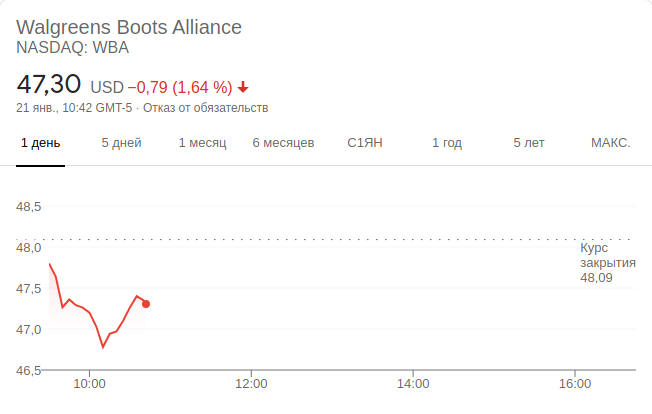 Walgreens Boots Alliance
NASDAQ: WBA
47,30 USD −0,79 (1,64 %)
21 янв., 10:42 GMT-5 · Отказ от обязательств
1 день 5 дней 1 месяц 6 месяцев С1ЯН 1 год 5 лет МАКС.
48,5
48,0
47,5
47,0
46,5
Курс
закрытия
48,09
10:00 12:00 14:00 16:00